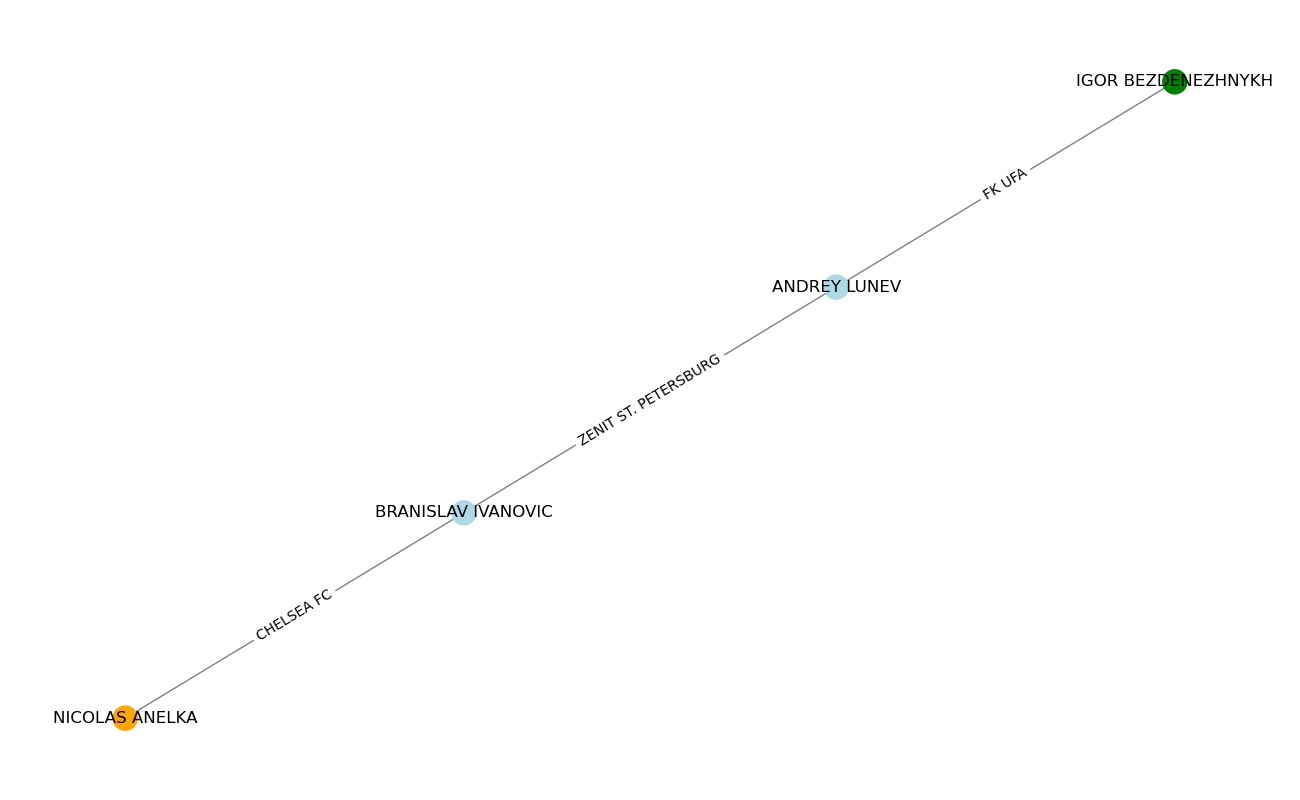 IGOR BEZDENEZHNYKH
FK UFA
ANDREY LUNEV
ZENIT ST. PETERSBURG
BRANISLAV IVANOVIC
CHELSEA FC
NICOLAS ANELKA